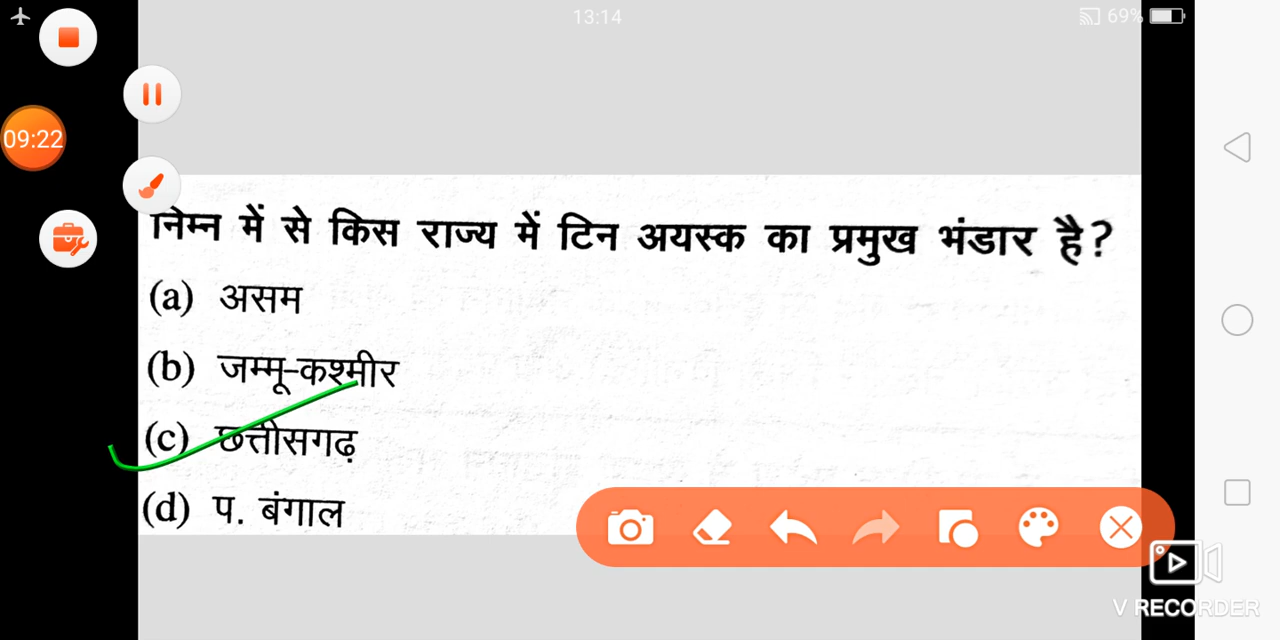 13:14
69%
09:22
निम्न में से किस राज्य में टिन अयस्क का प्रमुख भंडार है?
(a) असम
(b) जम्मू-कश्मीर
(c) छत्तीसगढ़
(d) प. बंगाल
V RECORDER